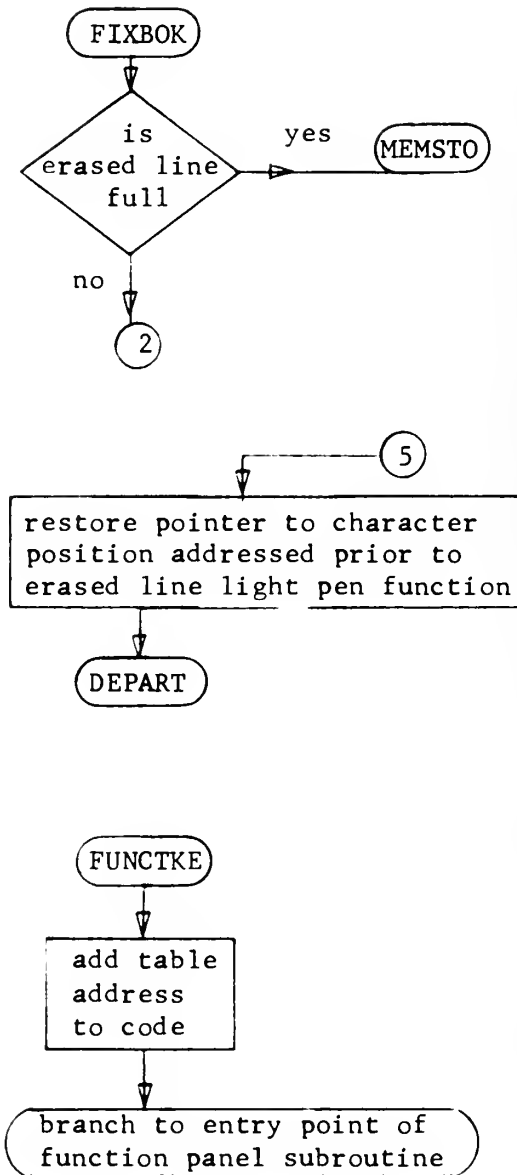 FIXBOK
is
erased line
full
yes
MEMSTO
no
2
5
restore pointer to character
position addressed prior to
erased line light pen function
DEPART
FUNCTKE
add table
address
to code
branch to entry point of
function panel subroutine